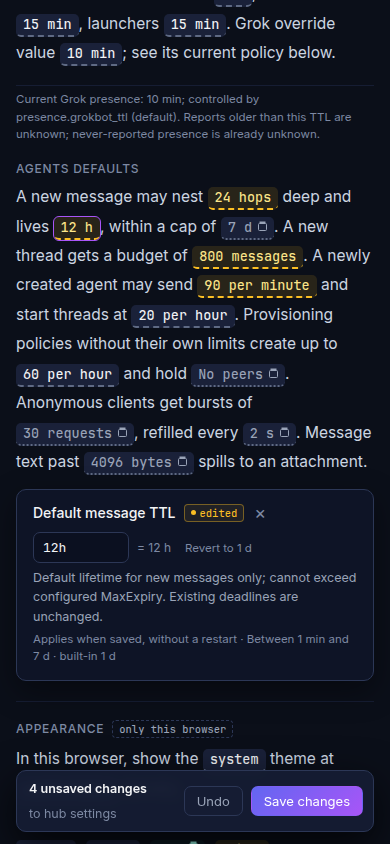 15 min, launchers 15 min. Grok override
value 10 min; see its current policy below.
Current Grok presence: 10 min; controlled by
presence.grokbot_ttl (default). Reports older than this TTL are
unknown; never-reported presence is already unknown.
AGENTS DEFAULTS
A new message may nest 24 hops deep and
lives 12 h, within a cap of 7 d. A new
thread gets a budget of 800 messages. A newly
created agent may send 90 per minute and
start threads at 20 per hour. Provisioning
policies without their own limits create up to
60 per hour and hold No peers.
Anonymous clients get bursts of
30 requests, refilled every 2 s. Message
text past 4096 bytes spills to an attachment.
Default message TTL edited ×
12h = 12 h Revert to 1 d
Default lifetime for new messages only; cannot exceed
configured MaxExpiry. Existing deadlines are
unchanged.
Applies when saved, without a restart · Between 1 min and
7 d · built-in 1 d
APPEARANCE only this browser
In this browser, show the system theme at
4 unsaved changes
to hub settings
Undo
Save changes